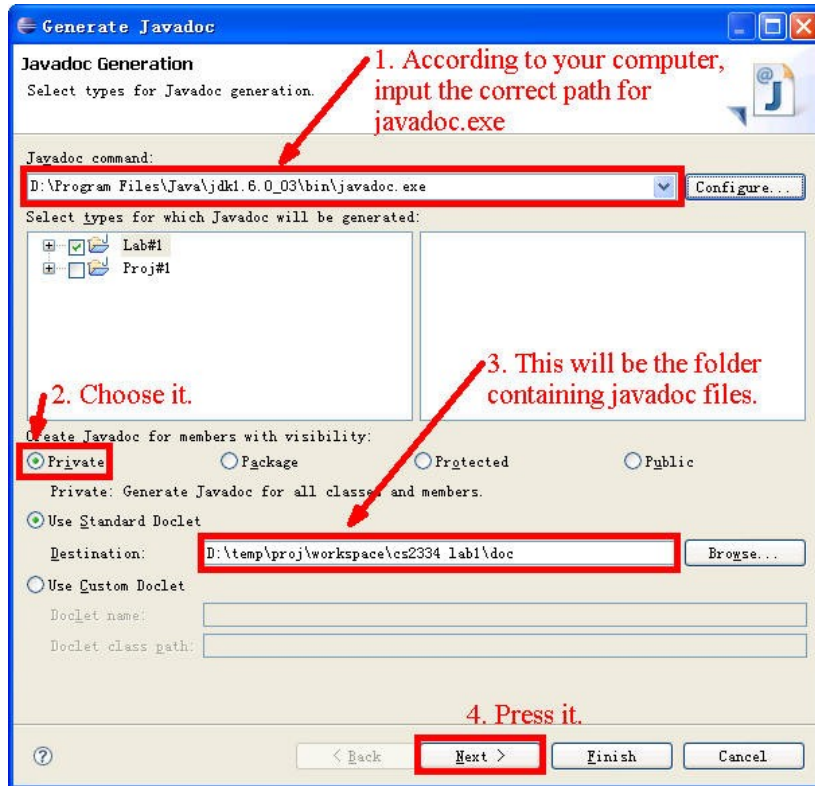 Generate Javadoc
Javadoc Generation
Select types for Javadoc generation.
1. According to your computer,
input the correct path for
javadoc.exe
@
J
Javadoc command:
D:\Program Files\Java\jdk1.6.0_03\bin\javadoc.exe
Configure...
Select types for which Javadoc will be generated:
Lab#1
Proj#1
2. Choose it.
3. This will be the folder
containing javadoc files.
Create Javadoc for members with visibility:
Private Package Protected Public
Private: Generate Javadoc for all classes and members.
Use Standard Doclet
Destination: D:\temp\proj\workspace\cs2334 lab1\doc Browse...
Use Custom Doclet
Doclet name:
Doclet class path:
4. Press it.
? < Back Next > Finish Cancel